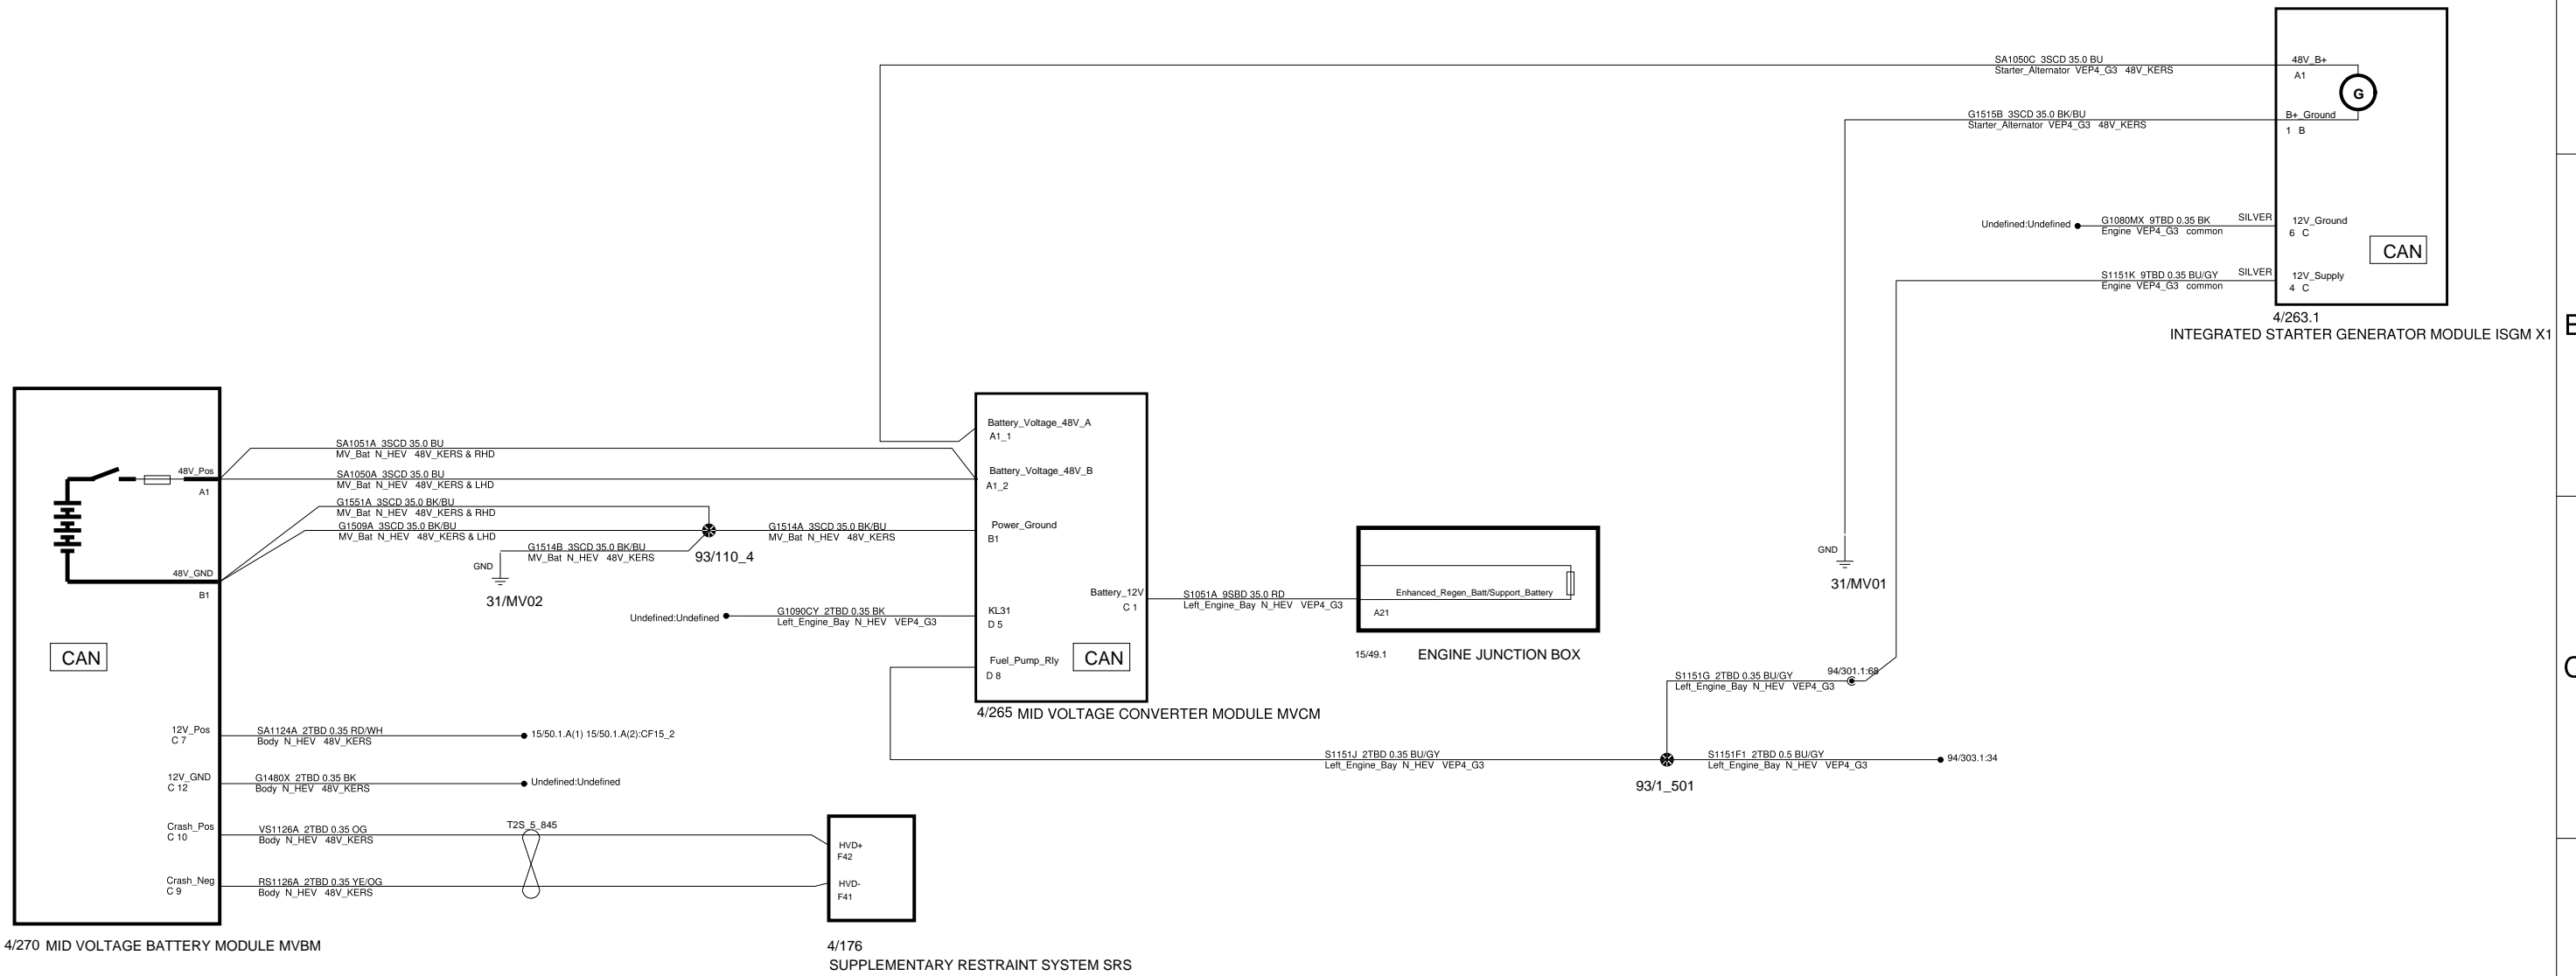 SA1050C 3SCD 35.0 BU
Starter_Alternator VEP4_G3 48V_KERS
48V_B+
A1
G
G1515B 3SCD 35.0 BK/BU
Starter_Alternator VEP4_G3 48V_KERS
B+_Ground
1 B
Undefined:Undefined
G1080MX 9TBD 0.35 BK
Engine VEP4_G3 common
SILVER
12V_Ground
6 C
CAN
S1151K 9TBD 0.35 BU/GY
Engine VEP4_G3 common
SILVER
12V_Supply
4 C
4/263.1
INTEGRATED STARTER GENERATOR MODULE ISGM X1
48V_Pos
A1
SA1051A 3SCD 35.0 BU
MV_Bat N_HEV 48V_KERS & RHD
SA1050A 3SCD 35.0 BU
MV_Bat N_HEV 48V_KERS & LHD
G1551A 3SCD 35.0 BK/BU
MV_Bat N_HEV 48V_KERS & RHD
G1509A 3SCD 35.0 BK/BU
MV_Bat N_HEV 48V_KERS & LHD
G1514A 3SCD 35.0 BK/BU
MV_Bat N_HEV 48V_KERS
G1514B 3SCD 35.0 BK/BU
MV_Bat N_HEV 48V_KERS
93/110_4
GND
31/MV02
48V_GND
B1
CAN
Battery_Voltage_48V_A
A1_1
Battery_Voltage_48V_B
A1_2
Power_Ground
B1
Battery_12V
C 1
Undefined:Undefined
G1090CY 2TBD 0.35 BK
Left_Engine_Bay N_HEV VEP4_G3
KL31
D 5
Fuel_Pump_Rly
D 8
CAN
4/265 MID VOLTAGE CONVERTER MODULE MVCM
S1051A 9SBD 35.0 RD
Left_Engine_Bay N_HEV VEP4_G3
Enhanced_Regen_Batt/Support_Battery
A21
15/49.1
ENGINE JUNCTION BOX
GND
31/MV01
94/301.1:68
S1151G 2TBD 0.35 BU/GY
Left_Engine_Bay N_HEV VEP4_G3
S1151J 2TBD 0.35 BU/GY
Left_Engine_Bay N_HEV VEP4_G3
93/1_501
S1151F1 2TBD 0.5 BU/GY
Left_Engine_Bay N_HEV VEP4_G3
94/303.1:34
12V_Pos
C 7
SA1124A 2TBD 0.35 RD/WH
Body N_HEV 48V_KERS
15/50.1.A(1) 15/50.1.A(2):CF15_2
12V_GND
C 12
G1480X 2TBD 0.35 BK
Body N_HEV 48V_KERS
Undefined:Undefined
Crash_Pos
C 10
VS1126A 2TBD 0.35 OG
Body N_HEV 48V_KERS
T2S_5_845
Crash_Neg
C 9
RS1126A 2TBD 0.35 YE/OG
Body N_HEV 48V_KERS
HVD+
F42
HVD-
F41
4/270 MID VOLTAGE BATTERY MODULE MVBM
4/176
SUPPLEMENTARY RESTRAINT SYSTEM SRS